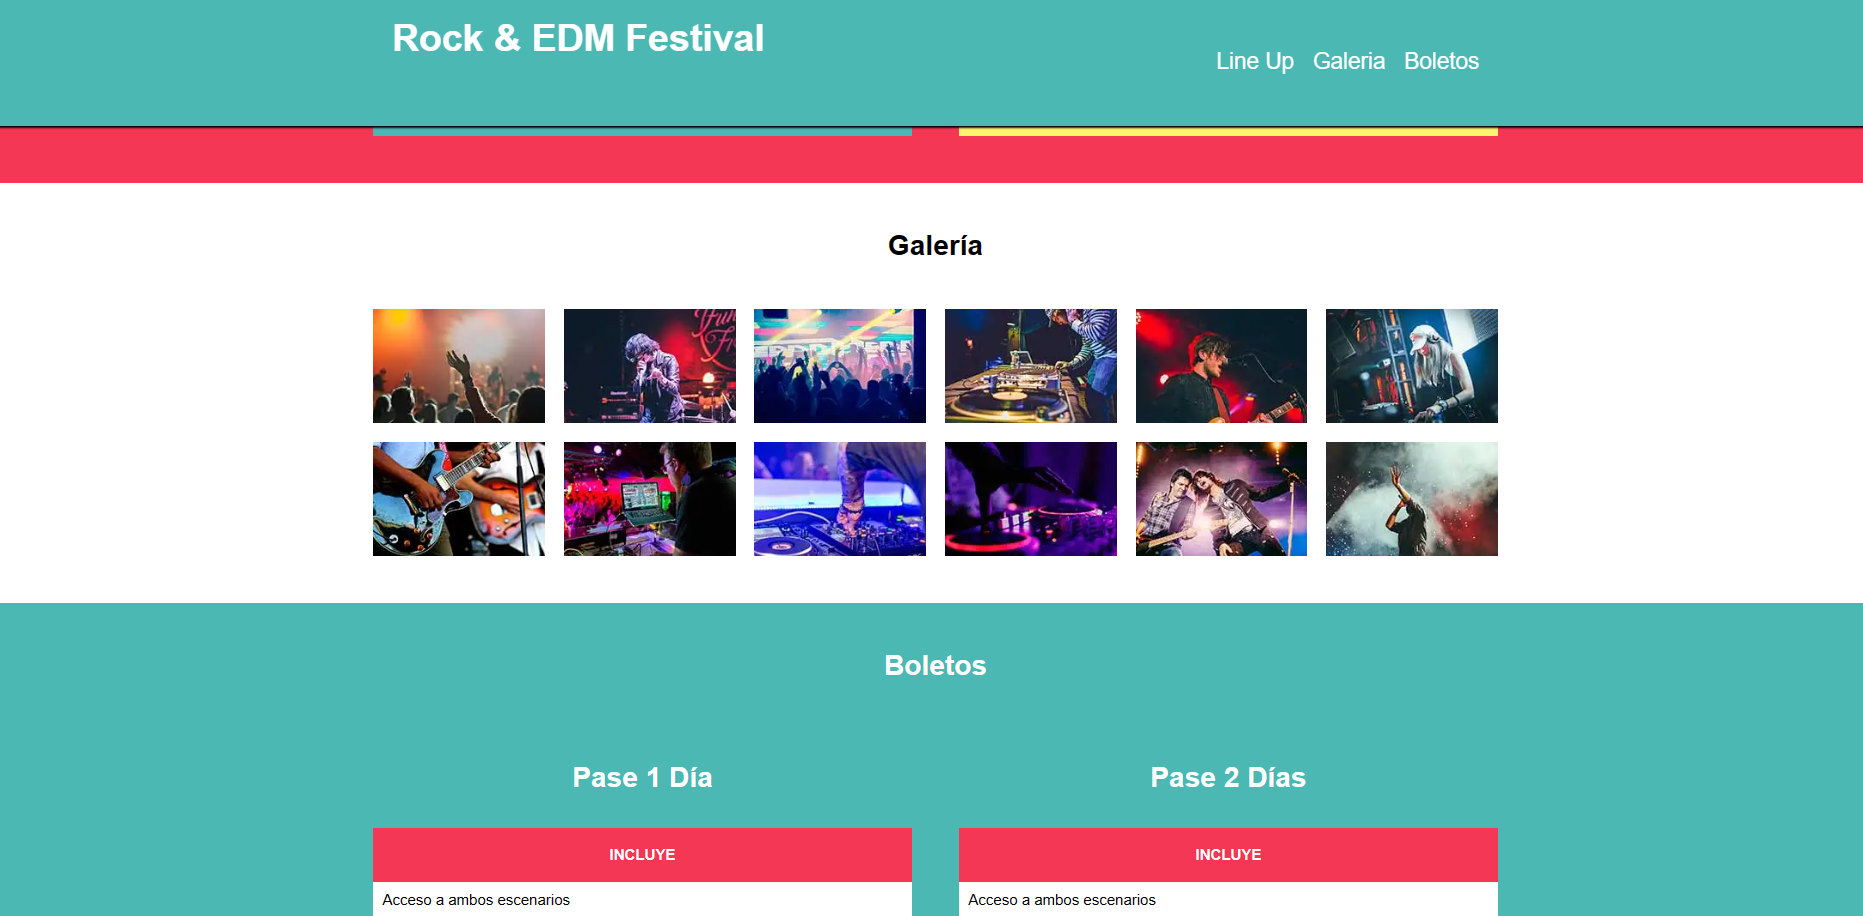 Rock & EDM Festival
Line Up Galeria Boletos
Galería
Boletos
Pase 1 Día
Pase 2 Días
INCLUYE
INCLUYE
Acceso a ambos escenarios
Acceso a ambos escenarios